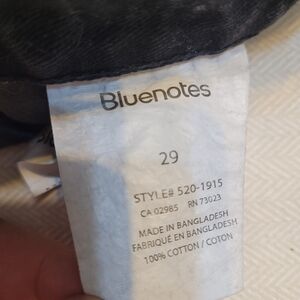 Bluenotes
29
STYLE# 520-1915
CA 02985 RN 73023
MADE IN BANGLADESH
FABRIQUÉ EN BANGLADESH
100% COTTON / COTON